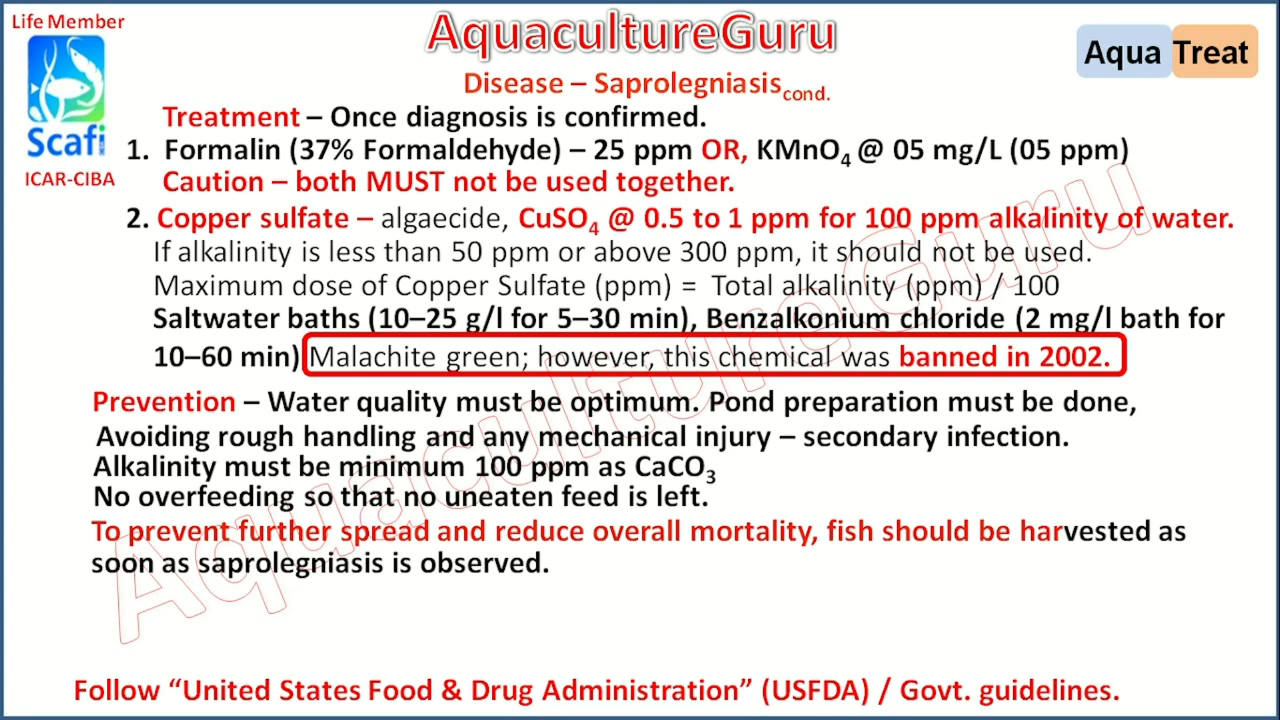 Life Member
AquacultureGuru
Aqua Treat
Scafi
ICAR-CIBA
Disease – Saprolegniasis cond.
Treatment – Once diagnosis is confirmed.
1. Formalin (37% Formaldehyde) – 25 ppm OR, KMnO4 @ 05 mg/L (05 ppm)
Caution – both MUST not be used together.
2. Copper sulfate – algaecide, CuSO4 @ 0.5 to 1 ppm for 100 ppm alkalinity of water.
If alkalinity is less than 50 ppm or above 300 ppm, it should not be used.
Maximum dose of Copper Sulfate (ppm) = Total alkalinity (ppm) / 100
Saltwater baths (10–25 g/l for 5–30 min), Benzalkonium chloride (2 mg/l bath for
10–60 min) Malachite green; however, this chemical was banned in 2002.
Prevention – Water quality must be optimum. Pond preparation must be done,
Avoiding rough handling and any mechanical injury – secondary infection.
Alkalinity must be minimum 100 ppm as CaCO3
No overfeeding so that no uneaten feed is left.
To prevent further spread and reduce overall mortality, fish should be harvested as
soon as saprolegniasis is observed.
AquacultureGuru
Follow “United States Food & Drug Administration” (USFDA) / Govt. guidelines.